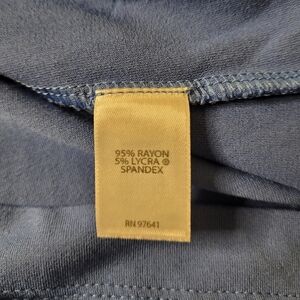 95% RAYON
5% LYCRA ®
SPANDEX
RN 97641